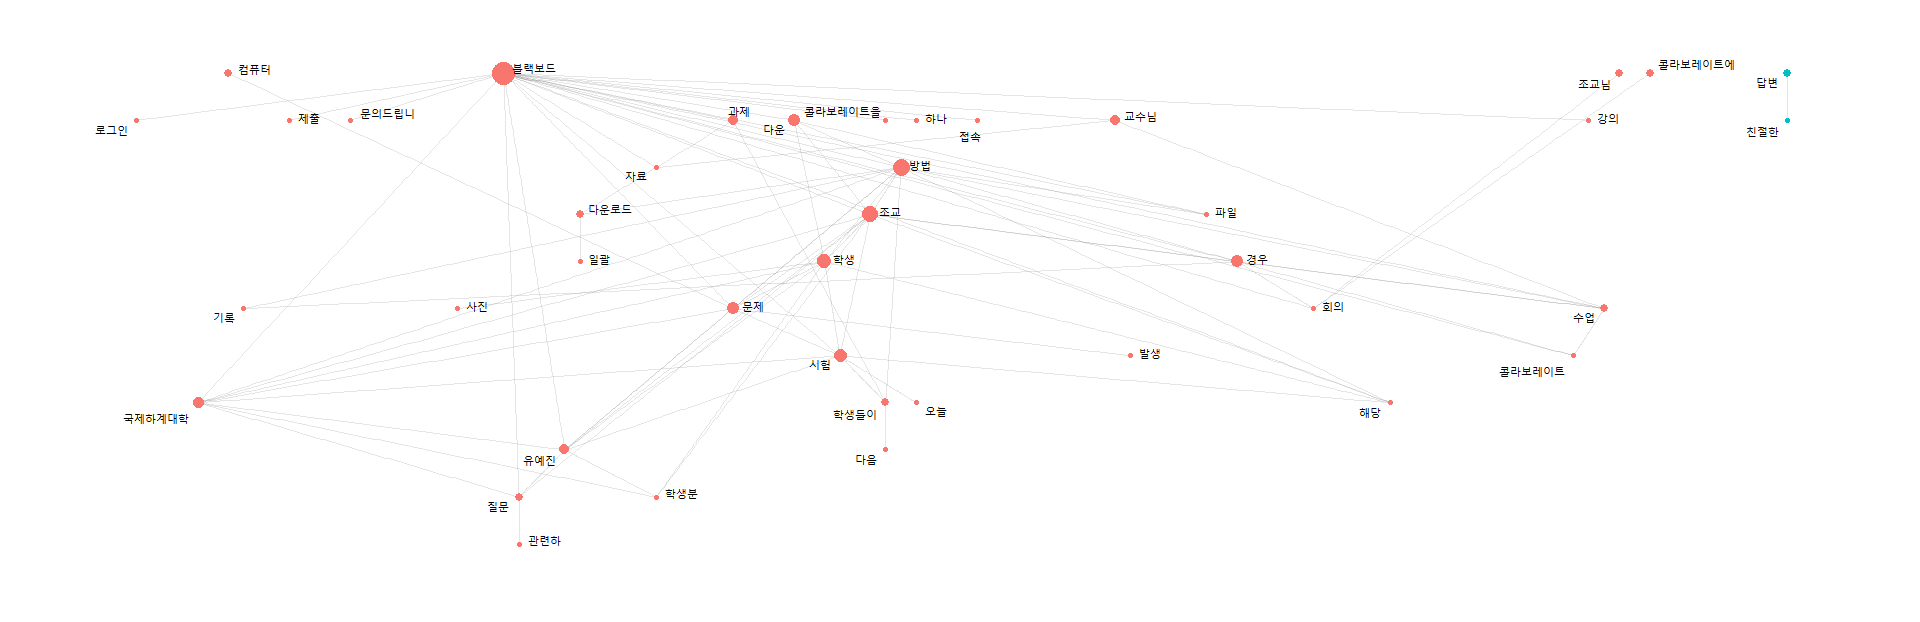 컴퓨터
블랙보드
조교님
콜라보레이트에
답변
로그인
제출
문의드립니
과제
다운
콜라보레이트을
하나
접속
교수님
강의
친절한
자료
방법
다운로드
조교
파일
일괄
학생
경우
기록
사진
문제
회의
수업
시험
발생
콜라보레이트
국제하계대학
학생들이
오늘
해당
유예진
다음
질문
학생분
관련하